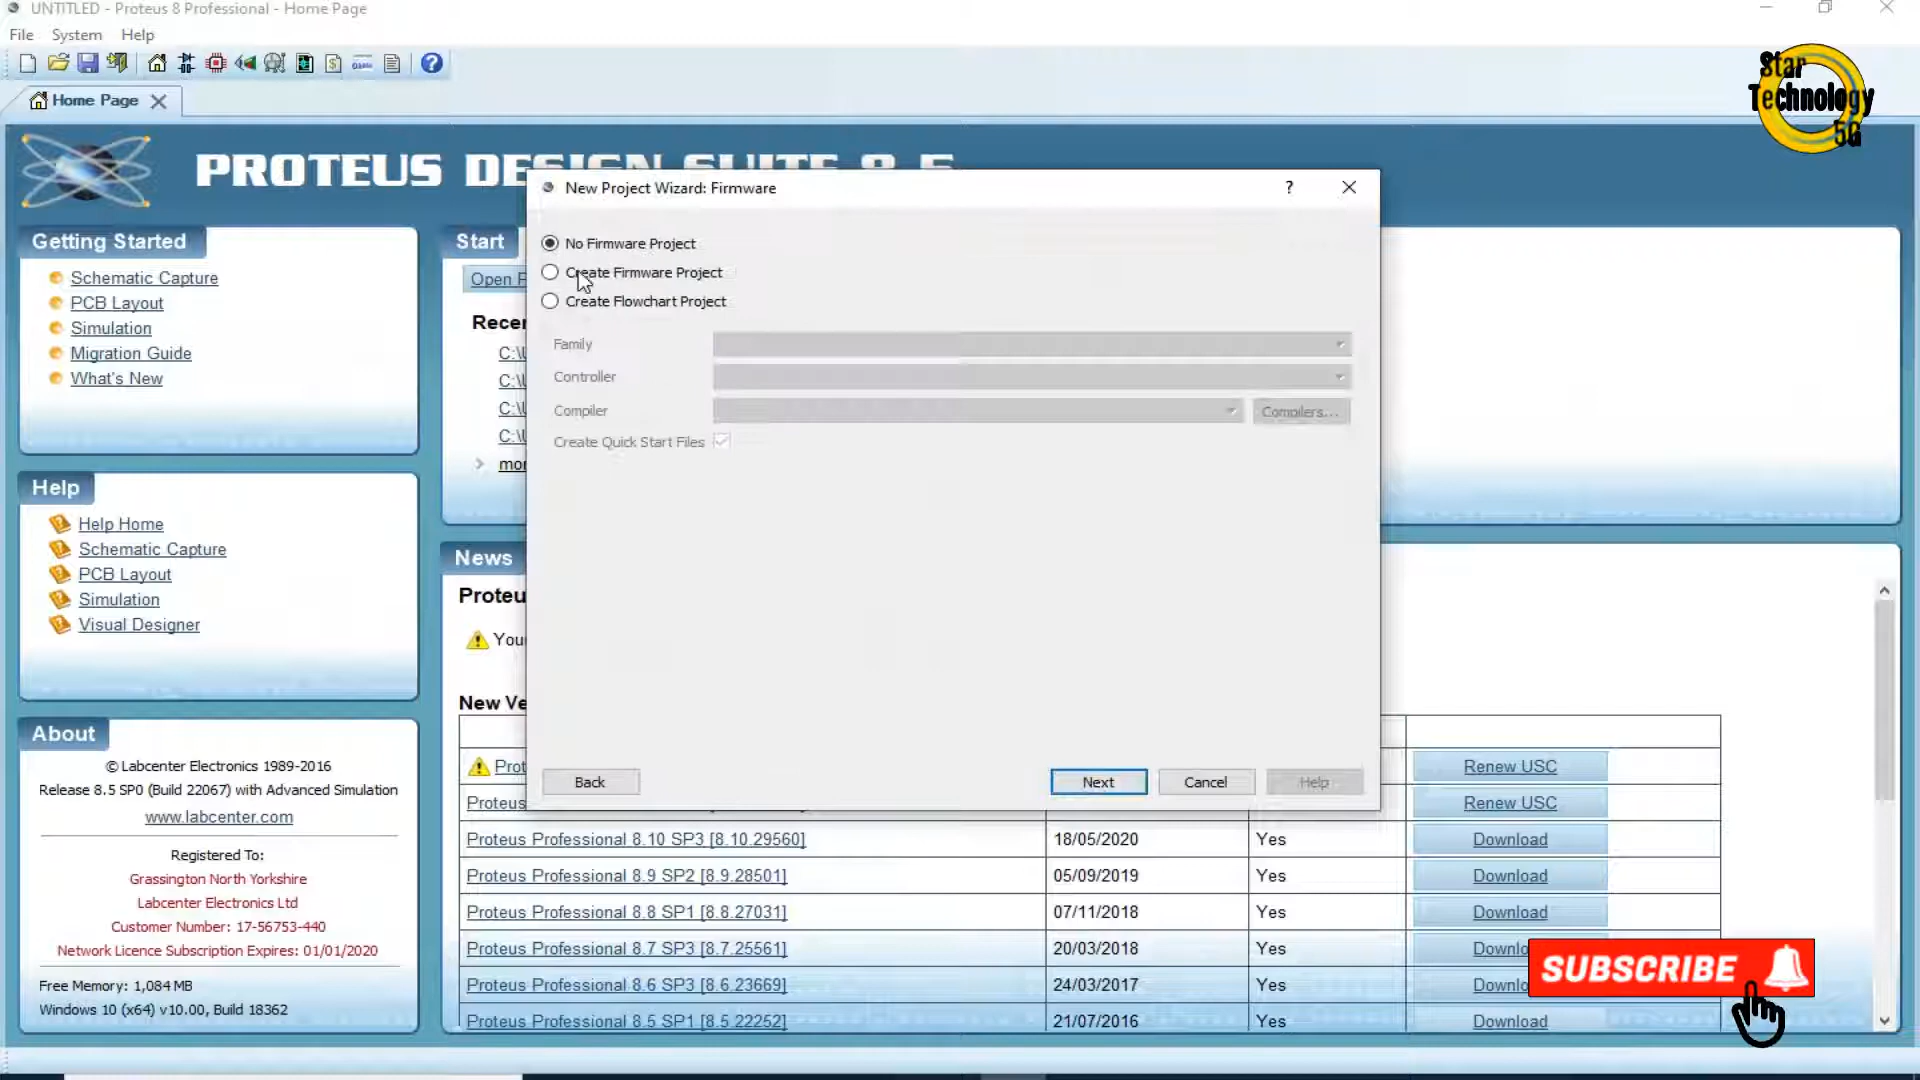 UNTITLED - Proteus 8 Professional - Home Page
File System Help
Home Page
Star
Technology
5G
PROTEUS DESIGN SUITE 8.5
New Project Wizard: Firmware
?
No Firmware Project
Create Firmware Project
Create Flowchart Project
Family
Controller
Compiler
Compilers...
Create Quick Start Files
Back
Next
Cancel
Help
Getting Started
Schematic Capture
PCB Layout
Simulation
Migration Guide
What's New
Help
Help Home
Schematic Capture
PCB Layout
Simulation
Visual Designer
About
© Labcenter Electronics 1989-2016
Release 8.5 SP0 (Build 22067) with Advanced Simulation
www.labcenter.com
Registered To:
Grassington North Yorkshire
Labcenter Electronics Ltd
Customer Number: 17-56753-440
Network Licence Subscription Expires: 01/01/2020
Free Memory: 1,084 MB
Windows 10 (x64) v10.00, Build 18362
Start
Open
C:\
C:\
C:\
C:\
News
You
Renew USC
Proteus Renew USC
Proteus Professional 8.10 SP3 [8.10.29560] 18/05/2020 Yes Download
Proteus Professional 8.9 SP2 [8.9.28501] 05/09/2019 Yes Download
Proteus Professional 8.8 SP1 [8.8.27031] 07/11/2018 Yes Download
Proteus Professional 8.7 SP3 [8.7.25561] 20/03/2018 Yes
Proteus Professional 8.6 SP3 [8.6.23669] 24/03/2017 Yes
Proteus Professional 8.5 SP1 [8.5.22252] 21/07/2016 Yes Download
SUBSCRIBE